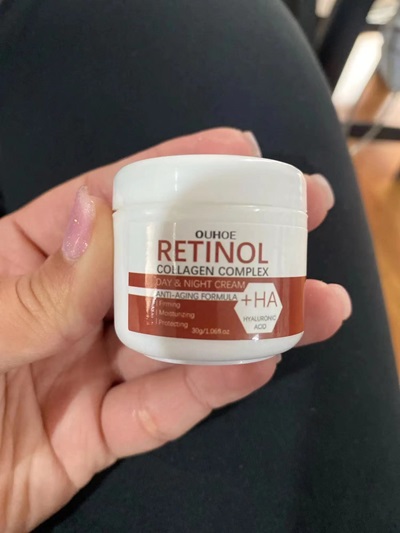 OUHOE
RETINOL
COLLAGEN COMPLEX
DAY & NIGHT CREAM
ANTI-AGING FORMULA
+HA
Firming
Moisturizing
Protecting
HYALURONIC
ACID
30g/1.06fl oz